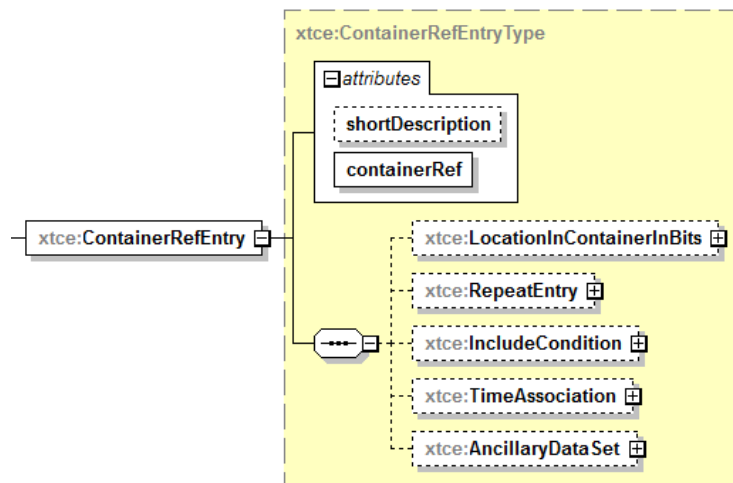 xtce:ContainerRefEntryType
attributes
shortDescription
containerRef
xtce:ContainerRefEntry
xtce:LocationInContainerInBits
xtce:RepeatEntry
xtce:IncludeCondition
xtce:TimeAssociation
xtce:AncillaryDataSet